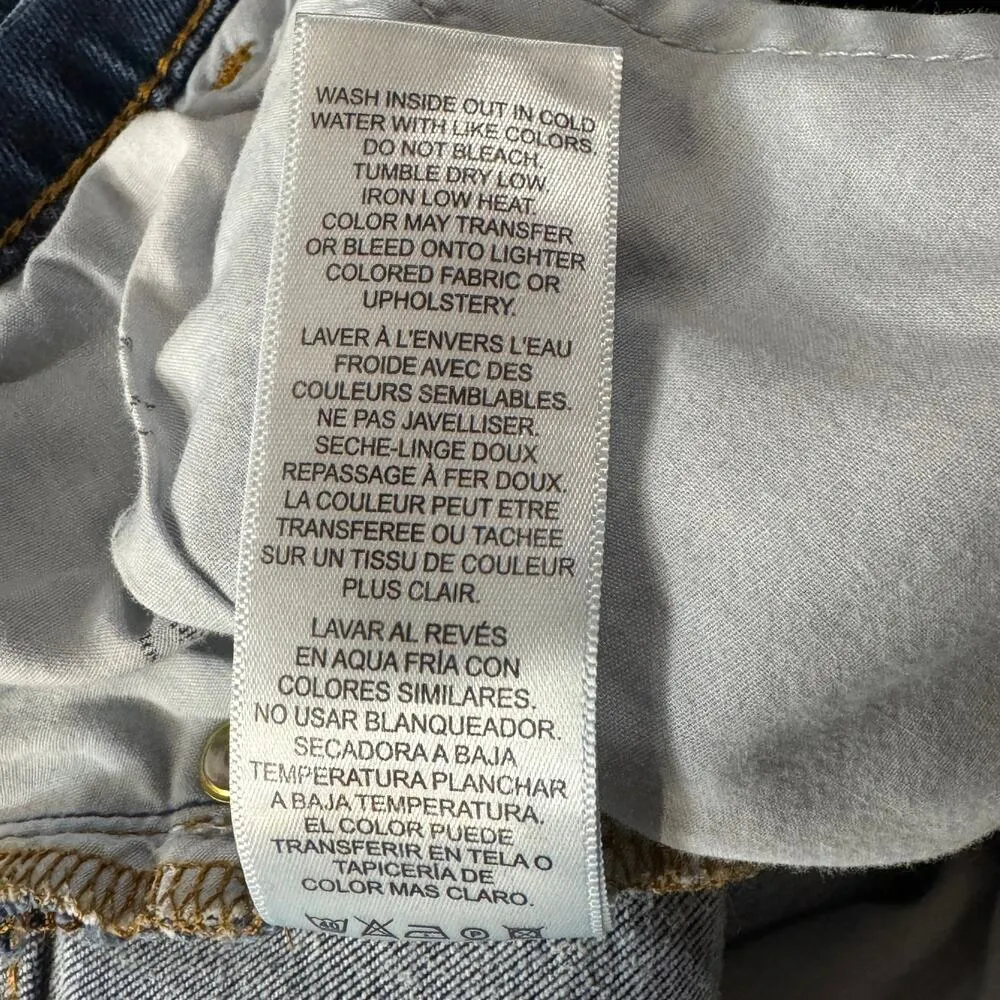 WASH INSIDE OUT IN COLD
WATER WITH LIKE COLORS.
DO NOT BLEACH.
TUMBLE DRY LOW.
IRON LOW HEAT.
COLOR MAY TRANSFER
OR BLEED ONTO LIGHTER
COLORED FABRIC OR
UPHOLSTERY.
LAVER À L'ENVERS L'EAU
FROIDE AVEC DES
COULEURS SEMBLABLES.
NE PAS JAVELLISER.
SECHE-LINGE DOUX
REPASSAGE À FER DOUX.
LA COULEUR PEUT ETRE
TRANSFEREE OU TACHEE
SUR UN TISSU DE COULEUR
PLUS CLAIR.
LAVAR AL REVÉS
EN AQUA FRÍA CON
COLORES SIMILARES.
NO USAR BLANQUEADOR.
SECADORA A BAJA
TEMPERATURA PLANCHAR
A BAJA TEMPERATURA.
EL COLOR PUEDE
TRANSFERIR EN TELA O
TAPICERÍA DE
COLOR MAS CLARO.